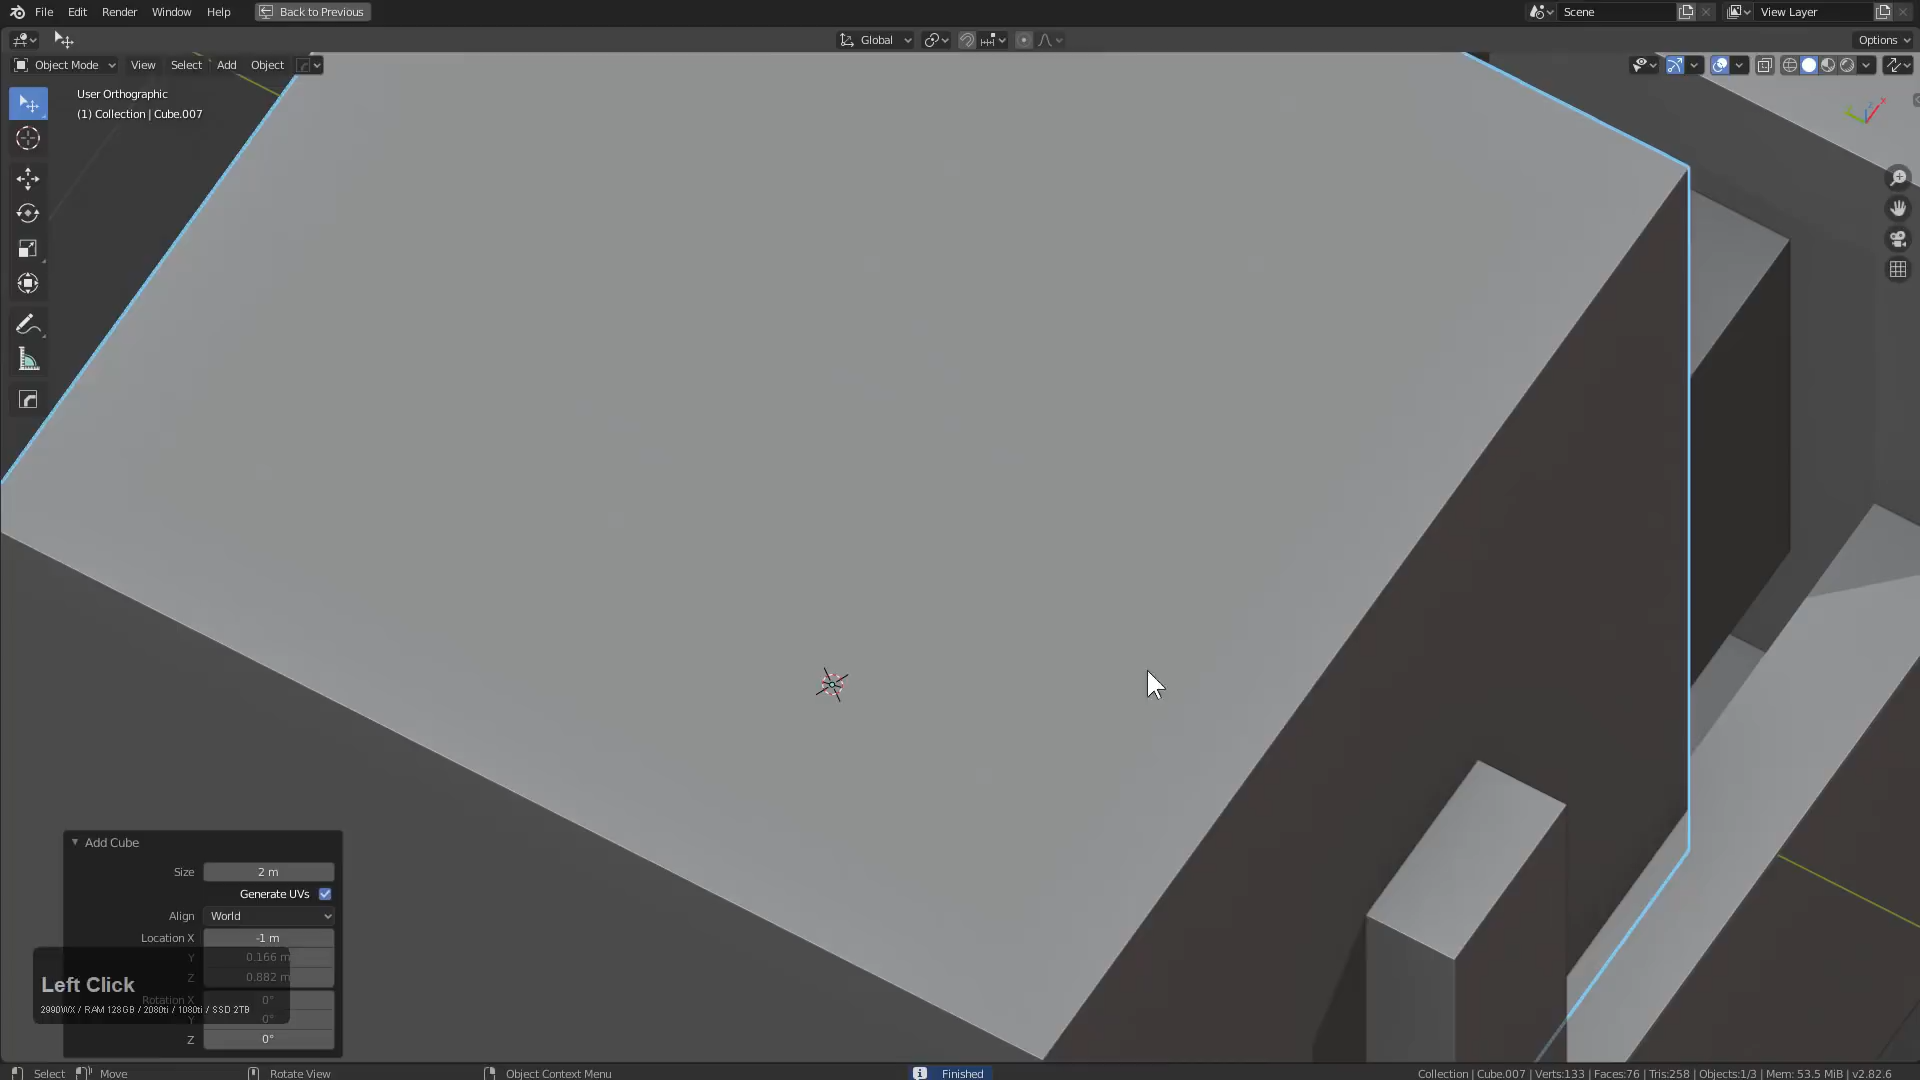 File Edit Render Window Help Back to Previous Scene View Layer
Global Options
Object Mode View Select Add Object
User Orthographic
(1) Collection | Cube.007
Add Cube
Size 2 m
Generate UVs
Align World
Location X -1 m
Y 0.166 m
Z 0.882 m
Left Click
Rotation X 0°
2990WX / RAM 128GB / 2080ti / 1080ti / SSD 2TB
Y 0°
Z 0°
Select Move Rotate View Object Context Menu Finished Collection | Cube.007 | Verts:133 | Faces:76 | Tris:258 | Objects:1/3 | Mem: 53.5 MiB | v2.82.6